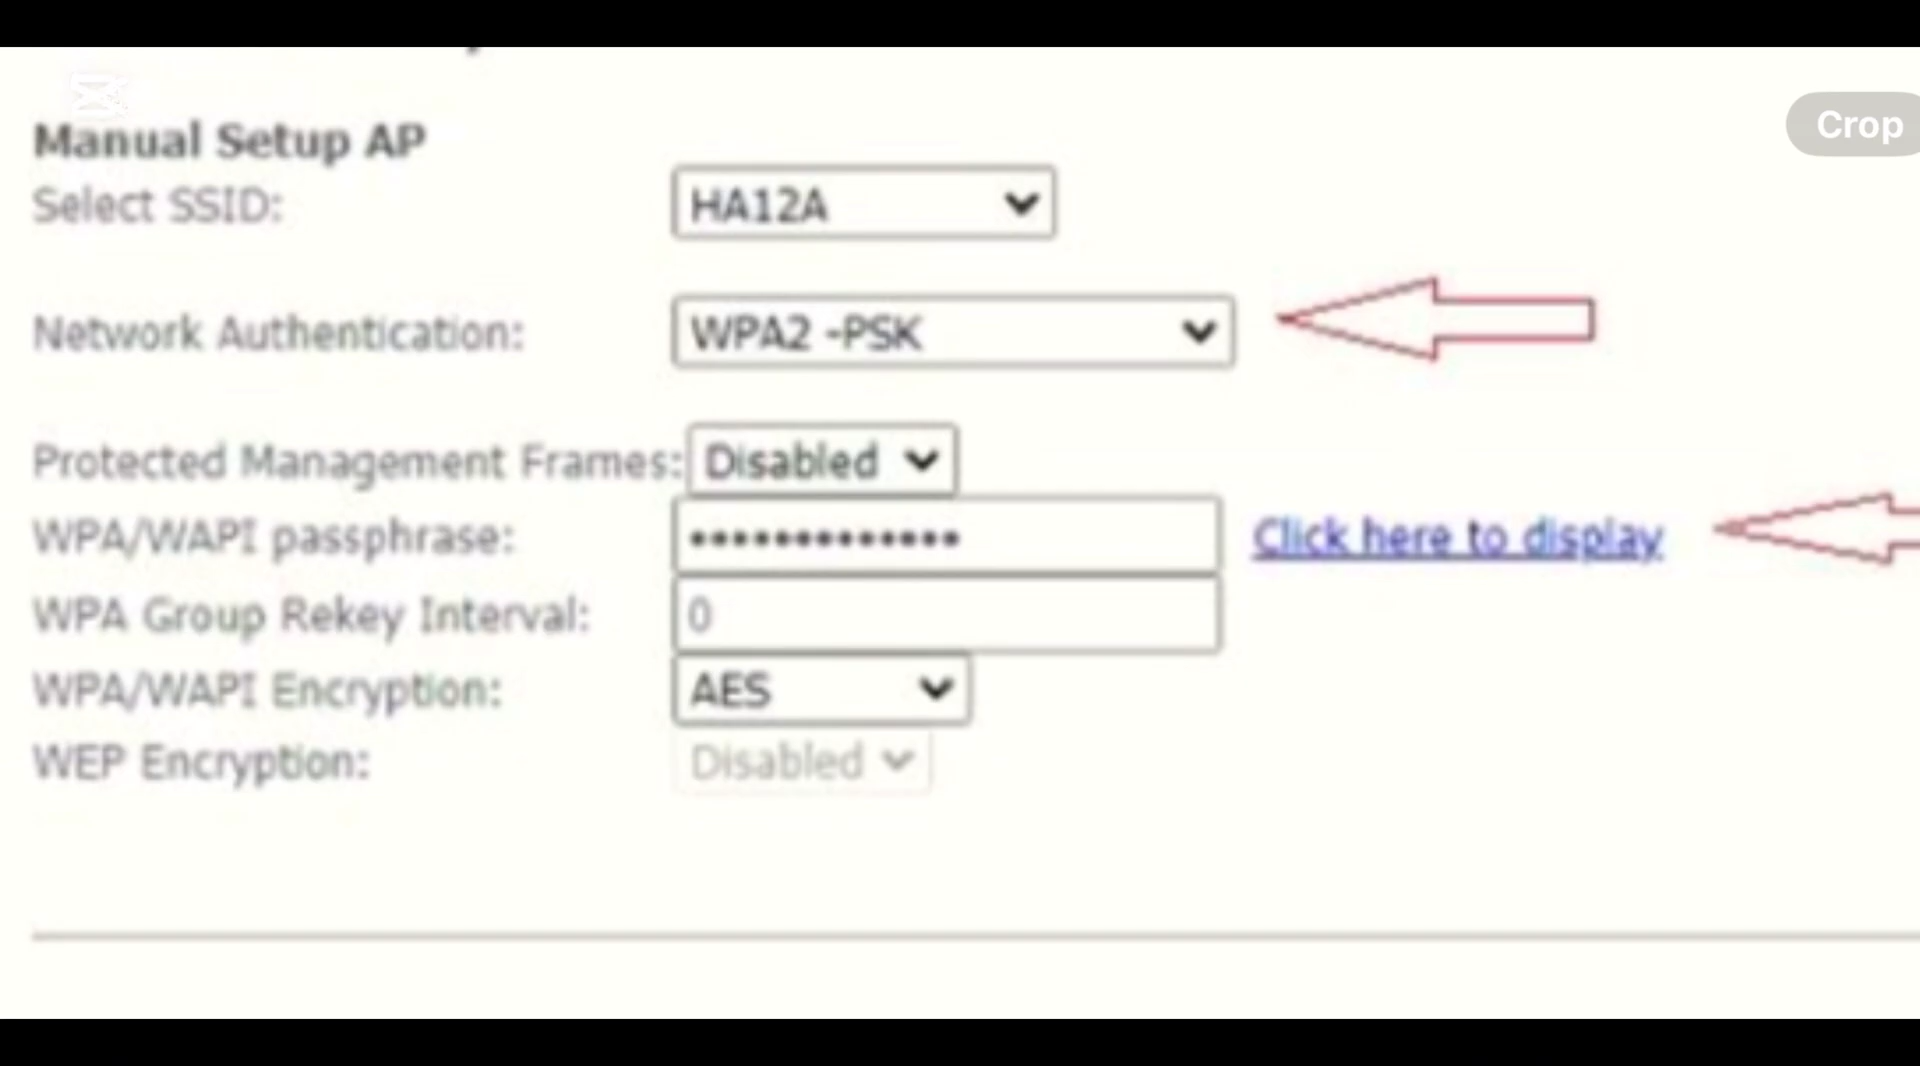 Manual Setup AP
Crop
Select SSID: HA12A
Network Authentication: WPA2 -PSK
Protected Management Frames: Disabled
WPA/WAPI passphrase: ••••••••••••• Click here to display
WPA Group Rekey Interval: 0
WPA/WAPI Encryption: AES
WEP Encryption: Disabled